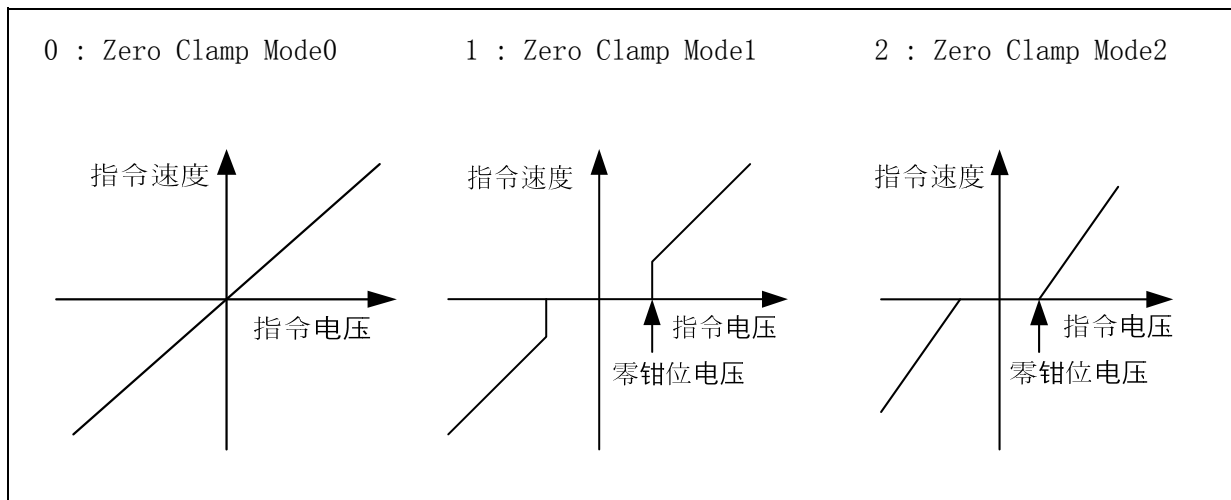 0 : Zero Clamp Mode0
1 : Zero Clamp Mode1
2 : Zero Clamp Mode2
指令速度
指令电压
指令速度
指令电压
零钳位电压
指令速度
指令电压
零钳位电压